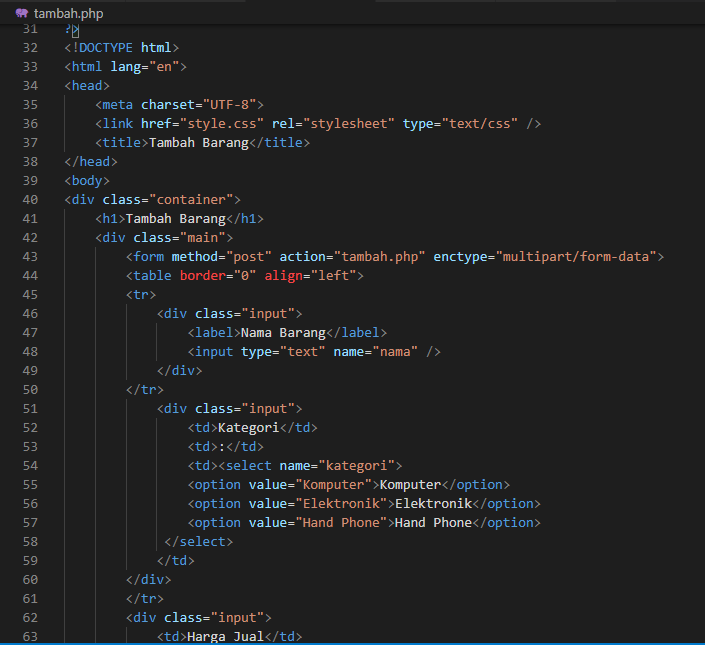 tambah.php
31 ?>
32 <!DOCTYPE html>
33 <html lang="en">
34 <head>
35     <meta charset="UTF-8">
36     <link href="style.css" rel="stylesheet" type="text/css" />
37     <title>Tambah Barang</title>
38 </head>
39 <body>
40 <div class="container">
41     <h1>Tambah Barang</h1>
42     <div class="main">
43         <form method="post" action="tambah.php" enctype="multipart/form-data">
44         <table border="0" align="left">
45         <tr>
46             <div class="input">
47                 <label>Nama Barang</label>
48                 <input type="text" name="nama" />
49             </div>
50         </tr>
51             <div class="input">
52                 <td>Kategori</td>
53                 <td>:</td>
54                 <td><select name="kategori">
55                 <option value="Komputer">Komputer</option>
56                 <option value="Elektronik">Elektronik</option>
57                 <option value="Hand Phone">Hand Phone</option>
58              </select>
59             </td>
60         </div>
61         </tr>
62         <div class="input">
63             <td>Harga Jual</td>